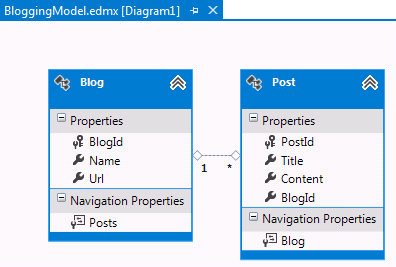 BloggingModel.edmx [Diagram1]
Blog
Properties
BlogId
Name
Url
Navigation Properties
Posts
1
*
Post
Properties
PostId
Title
Content
BlogId
Navigation Properties
Blog